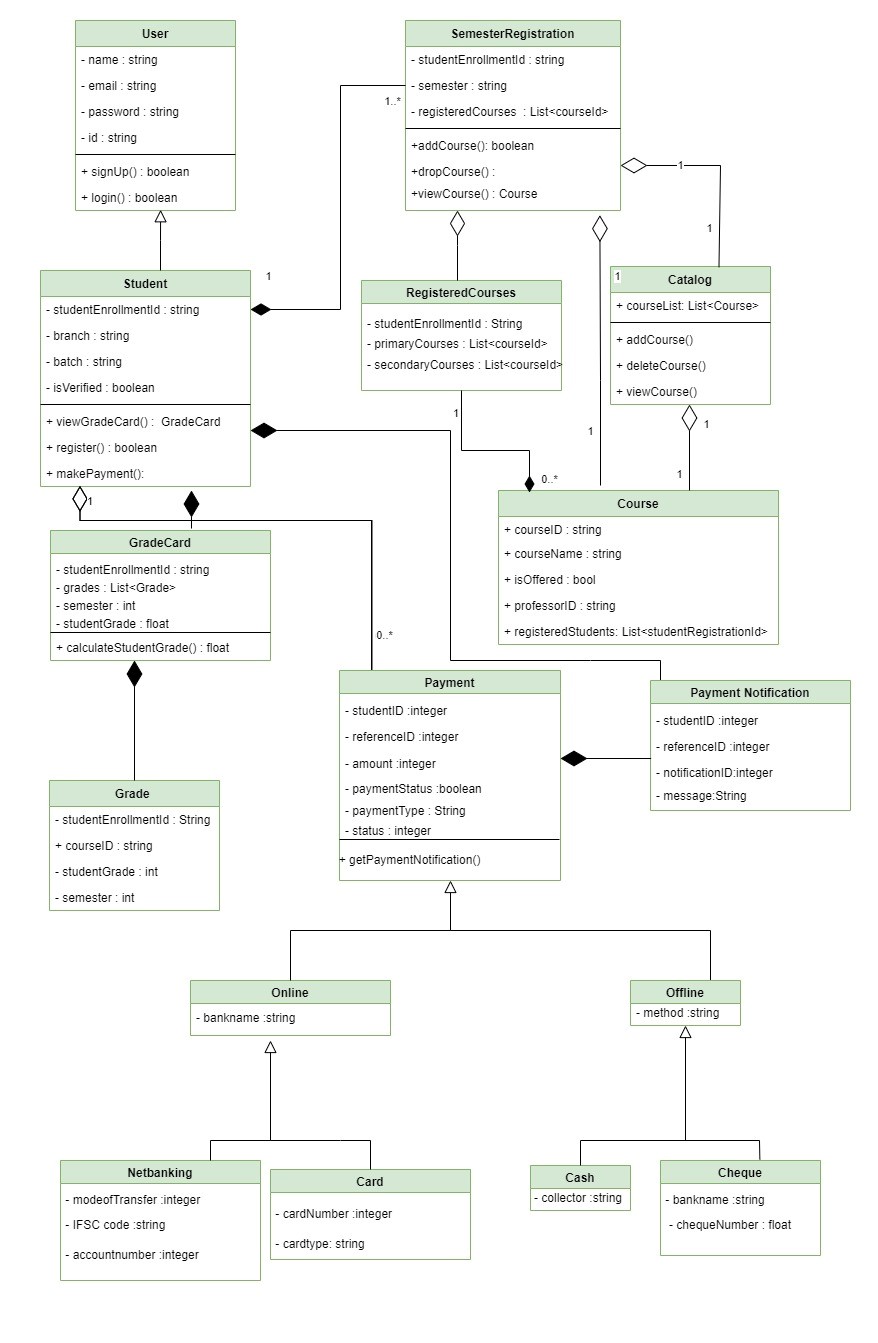 User
- name : string
- email : string
- password : string
- id : string
+ signUp() : boolean
+ login() : boolean
SemesterRegistration
- studentEnrollmentId : string
- semester : string
- registeredCourses  : List<courseId>
+addCourse(): boolean
+dropCourse() :
+viewCourse() : Course
1..*
1
1
1
Student
- studentEnrollmentId : string
- branch : string
- batch : string
- isVerified : boolean
+ viewGradeCard() :  GradeCard
+ register() : boolean
+ makePayment():
1
RegisteredCourses
- studentEnrollmentId : String
- primaryCourses : List<courseId>
- secondaryCourses : List<courseId>
1
0..*
1
1
Catalog
+ courseList: List<Course>
+ addCourse()
+ deleteCourse()
+ viewCourse()
1
1
Course
+ courseID : string
+ courseName : string
+ isOffered : bool
+ professorID : string
+ registeredStudents: List<studentRegistrationId>
GradeCard
- studentEnrollmentId : string
- grades : List<Grade>
- semester : int
- studentGrade : float
+ calculateStudentGrade() : float
0..*
Payment
- studentID :integer
- referenceID :integer
- amount :integer
- paymentStatus :boolean
- paymentType : String
- status : integer
+ getPaymentNotification()
Payment Notification
- studentID :integer
- referenceID :integer
- notificationID:integer
- message:String
Grade
- studentEnrollmentId : String
+ courseID : string
- studentGrade : int
- semester : int
Online
- bankname :string
Offline
- method :string
Netbanking
- modeofTransfer :integer
- IFSC code :string
- accountnumber :integer
Card
- cardNumber :integer
- cardtype: string
Cash
- collector :string
Cheque
- bankname :string
- chequeNumber : float